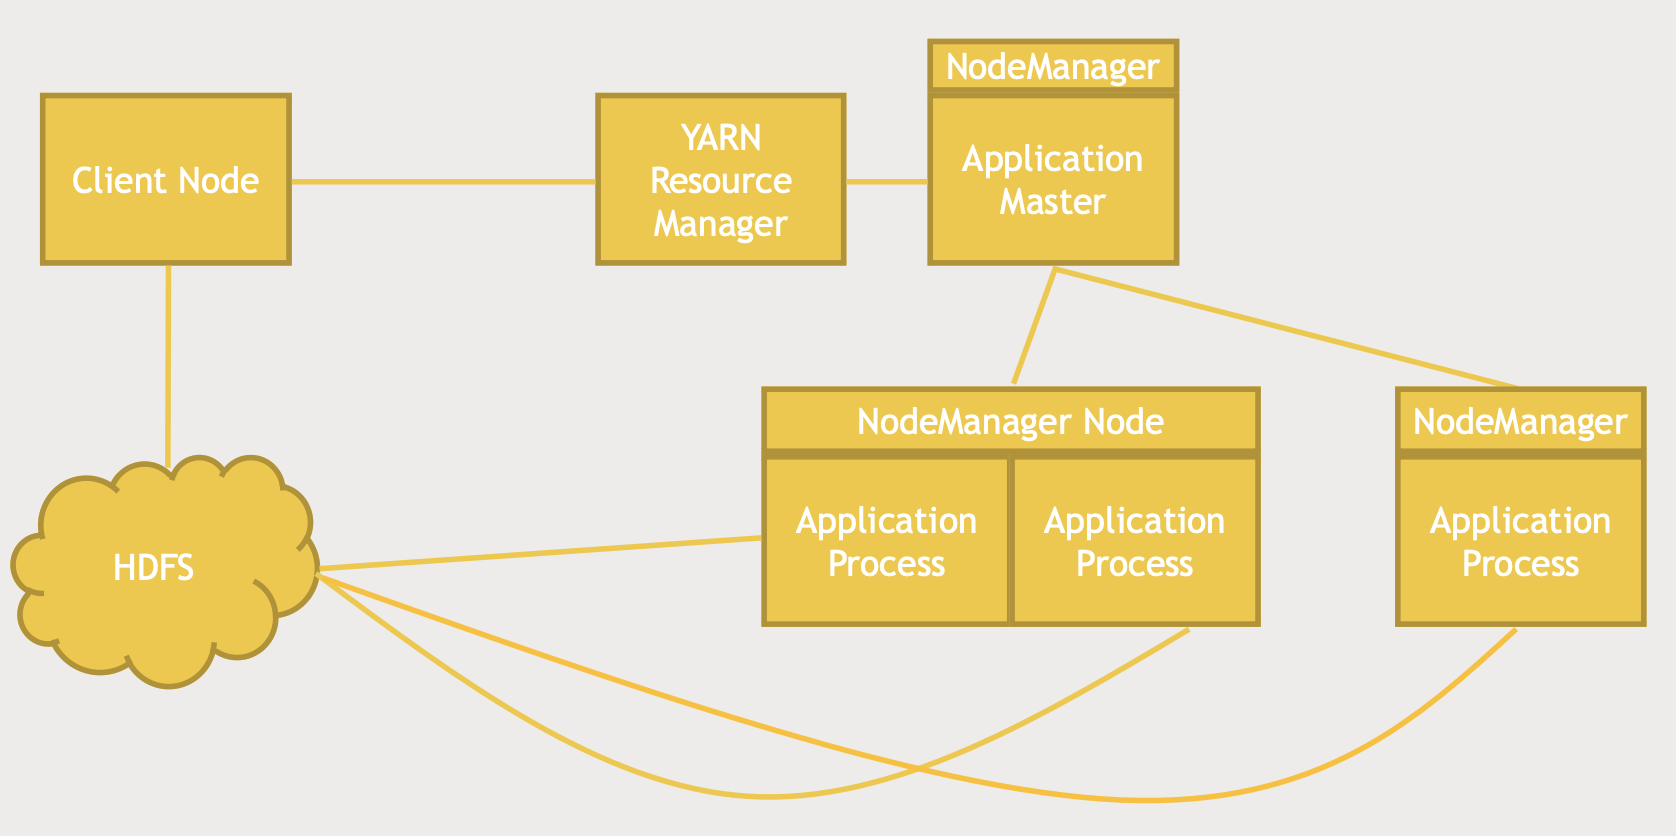 NodeManager
Client Node
YARN
Resource
Manager
Application
Master
NodeManager Node
NodeManager
Application
Process
Application
Process
Application
Process
HDFS